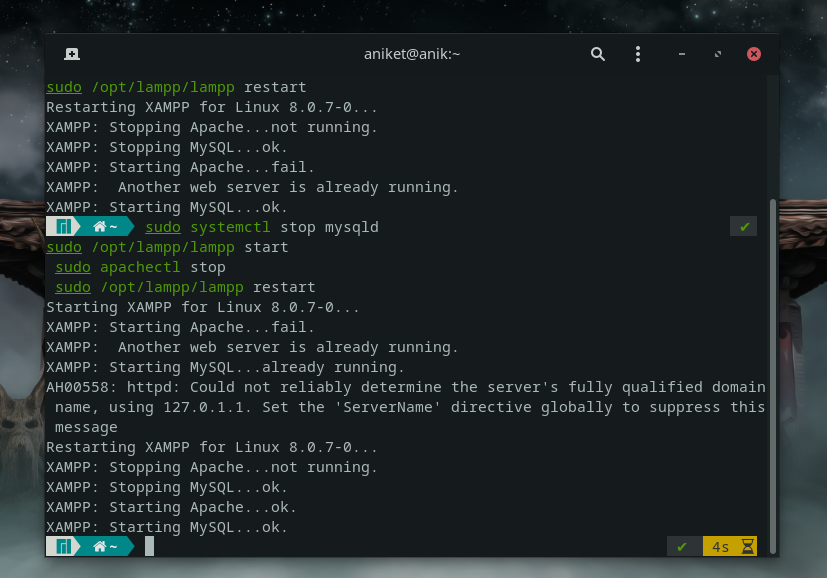 aniket@anik:~
sudo /opt/lampp/lampp restart
Restarting XAMPP for Linux 8.0.7-0...
XAMPP: Stopping Apache...not running.
XAMPP: Stopping MySQL...ok.
XAMPP: Starting Apache...fail.
XAMPP:  Another web server is already running.
XAMPP: Starting MySQL...ok.
~ sudo systemctl stop mysqld ✔
sudo /opt/lampp/lampp start
 sudo apachectl stop
 sudo /opt/lampp/lampp restart
Starting XAMPP for Linux 8.0.7-0...
XAMPP: Starting Apache...fail.
XAMPP:  Another web server is already running.
XAMPP: Starting MySQL...already running.
AH00558: httpd: Could not reliably determine the server's fully qualified domain
 name, using 127.0.1.1. Set the 'ServerName' directive globally to suppress this
 message
Restarting XAMPP for Linux 8.0.7-0...
XAMPP: Stopping Apache...not running.
XAMPP: Stopping MySQL...ok.
XAMPP: Starting Apache...ok.
XAMPP: Starting MySQL...ok.
~ ✔ 4s